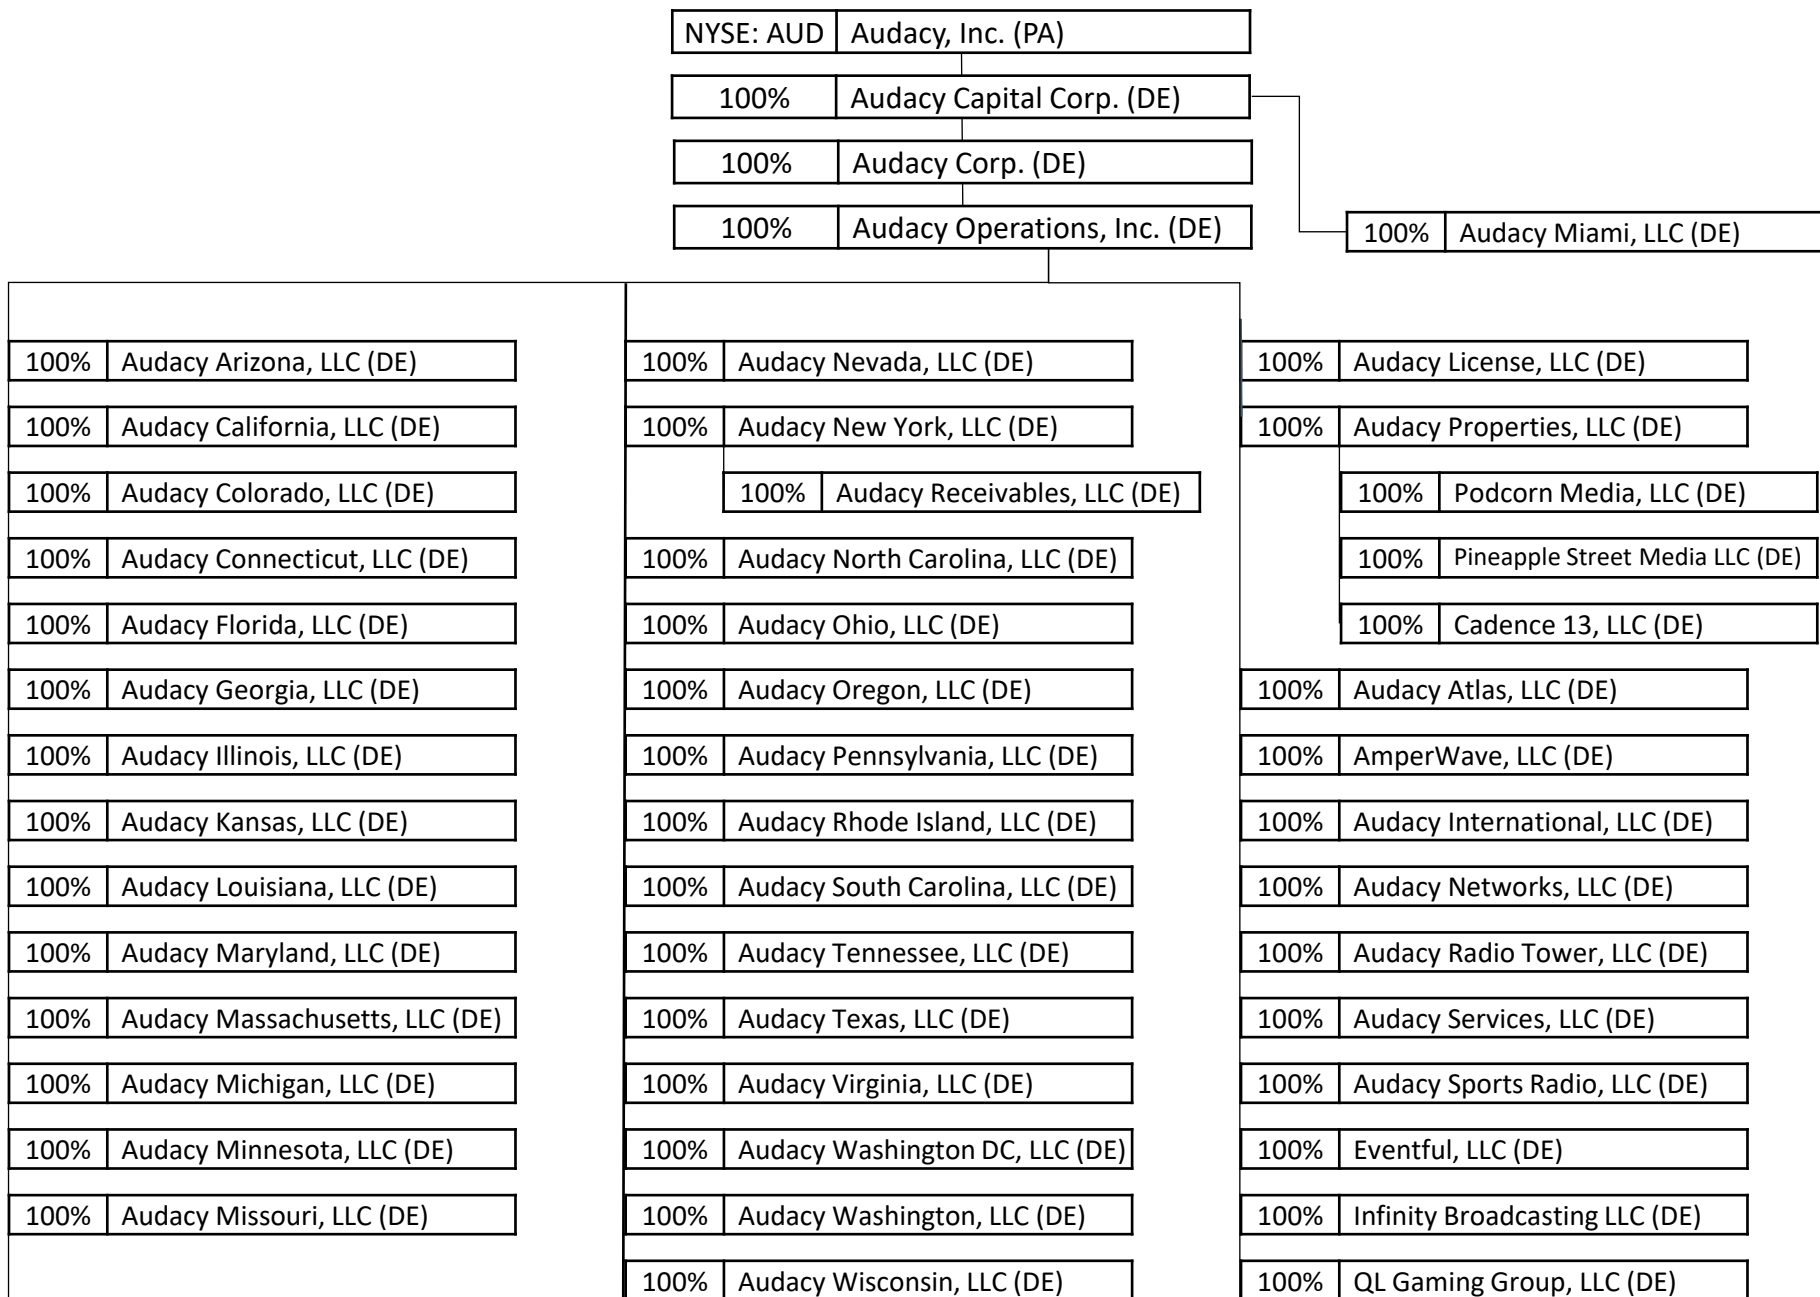 NYSE: AUD Audacy, Inc. (PA)
100% Audacy Capital Corp. (DE)
100% Audacy Corp. (DE)
100% Audacy Operations, Inc. (DE)
100% Audacy Miami, LLC (DE)
100% Audacy Arizona, LLC (DE)
100% Audacy California, LLC (DE)
100% Audacy Colorado, LLC (DE)
100% Audacy Connecticut, LLC (DE)
100% Audacy Florida, LLC (DE)
100% Audacy Georgia, LLC (DE)
100% Audacy Illinois, LLC (DE)
100% Audacy Kansas, LLC (DE)
100% Audacy Louisiana, LLC (DE)
100% Audacy Maryland, LLC (DE)
100% Audacy Massachusetts, LLC (DE)
100% Audacy Michigan, LLC (DE)
100% Audacy Minnesota, LLC (DE)
100% Audacy Missouri, LLC (DE)
100% Audacy Nevada, LLC (DE)
100% Audacy New York, LLC (DE)
100% Audacy Receivables, LLC (DE)
100% Audacy North Carolina, LLC (DE)
100% Audacy Ohio, LLC (DE)
100% Audacy Oregon, LLC (DE)
100% Audacy Pennsylvania, LLC (DE)
100% Audacy Rhode Island, LLC (DE)
100% Audacy South Carolina, LLC (DE)
100% Audacy Tennessee, LLC (DE)
100% Audacy Texas, LLC (DE)
100% Audacy Virginia, LLC (DE)
100% Audacy Washington DC, LLC (DE)
100% Audacy Washington, LLC (DE)
100% Audacy Wisconsin, LLC (DE)
100% Audacy License, LLC (DE)
100% Audacy Properties, LLC (DE)
100% Podcorn Media, LLC (DE)
100% Pineapple Street Media LLC (DE)
100% Cadence 13, LLC (DE)
100% Audacy Atlas, LLC (DE)
100% AmperWave, LLC (DE)
100% Audacy International, LLC (DE)
100% Audacy Networks, LLC (DE)
100% Audacy Radio Tower, LLC (DE)
100% Audacy Services, LLC (DE)
100% Audacy Sports Radio, LLC (DE)
100% Eventful, LLC (DE)
100% Infinity Broadcasting LLC (DE)
100% QL Gaming Group, LLC (DE)